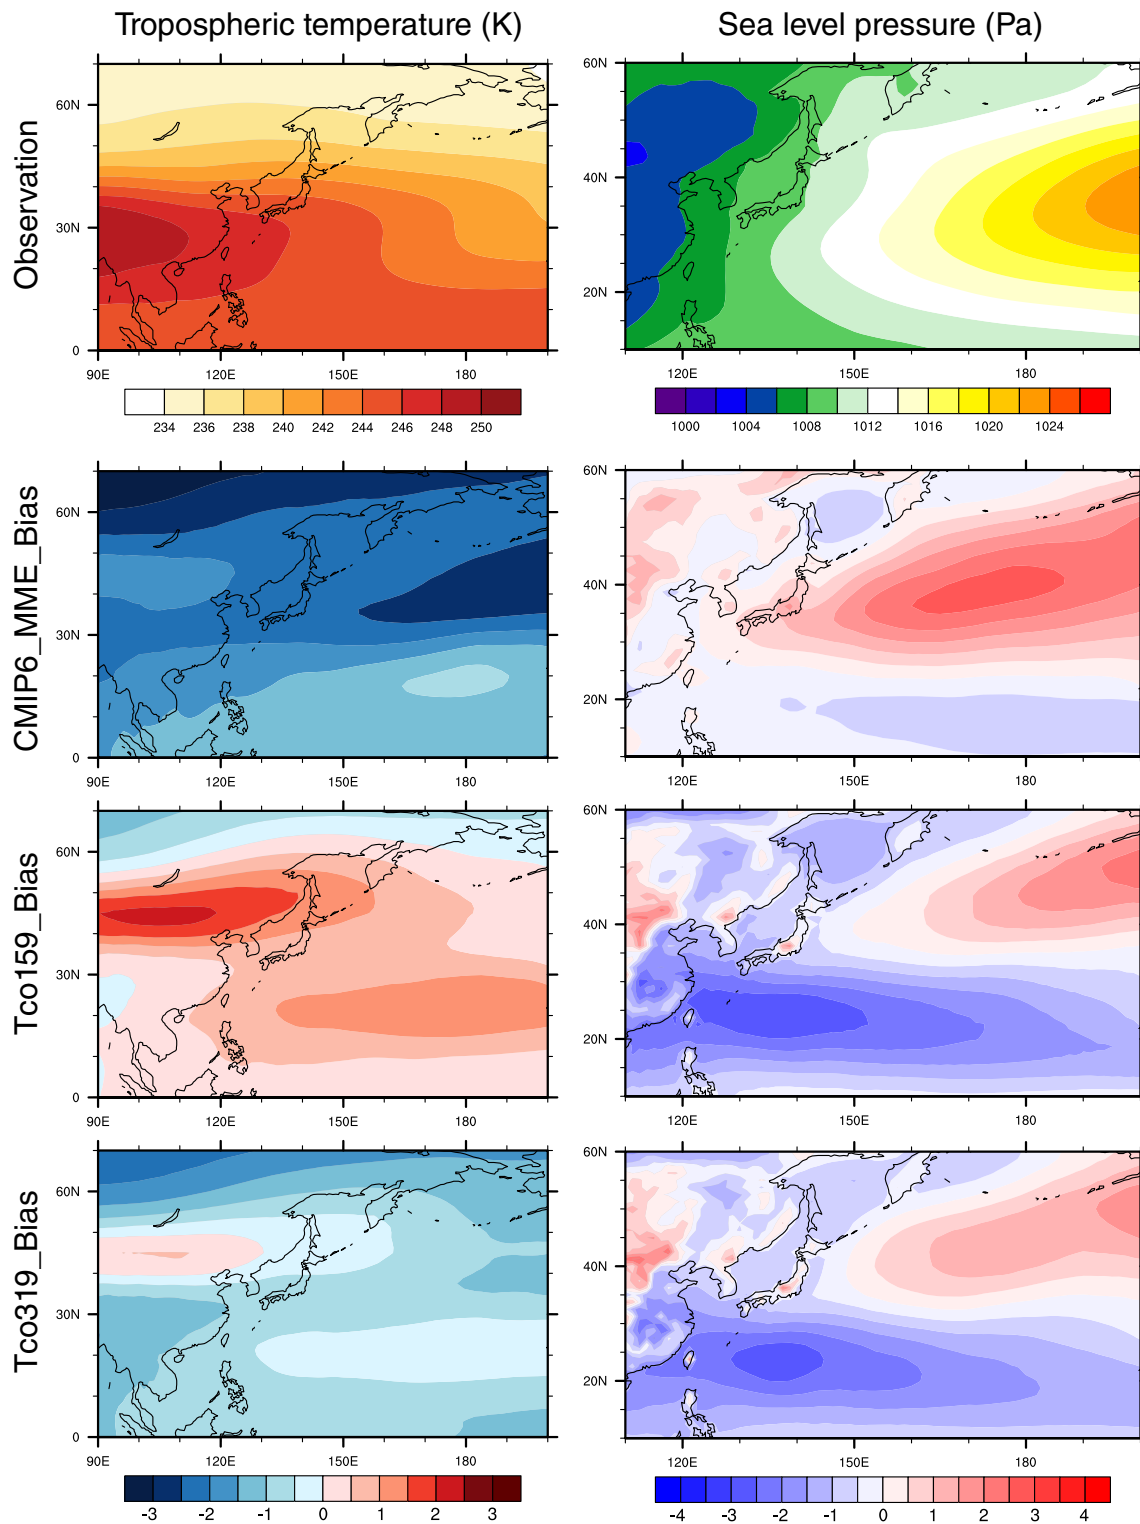 Tropospheric temperature (K) Sea level pressure (Pa)
Observation
60N
30N
0
90E 120E 150E 180
234 236 238 240 242 244 246 248 250
60N
40N
20N
120E 150E 180
1000 1004 1008 1012 1016 1020 1024
CMIP6_MME_Bias
60N
30N
0
90E 120E 150E 180
60N
40N
20N
120E 150E 180
Tco159_Bias
60N
30N
0
90E 120E 150E 180
60N
40N
20N
120E 150E 180
Tco319_Bias
60N
30N
0
90E 120E 150E 180
-3 -2 -1 0 1 2 3
60N
40N
20N
120E 150E 180
-4 -3 -2 -1 0 1 2 3 4